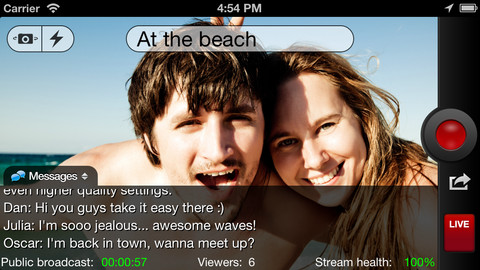 Carrier 4:54 PM
At the beach
Messages
even higher quality settings.
Dan: Hi you guys take it easy there :)
Julia: I'm sooo jealous... awesome waves!
Oscar: I'm back in town, wanna meet up?
LIVE
Public broadcast: 00:00:57 Viewers: 6 Stream health: 100%